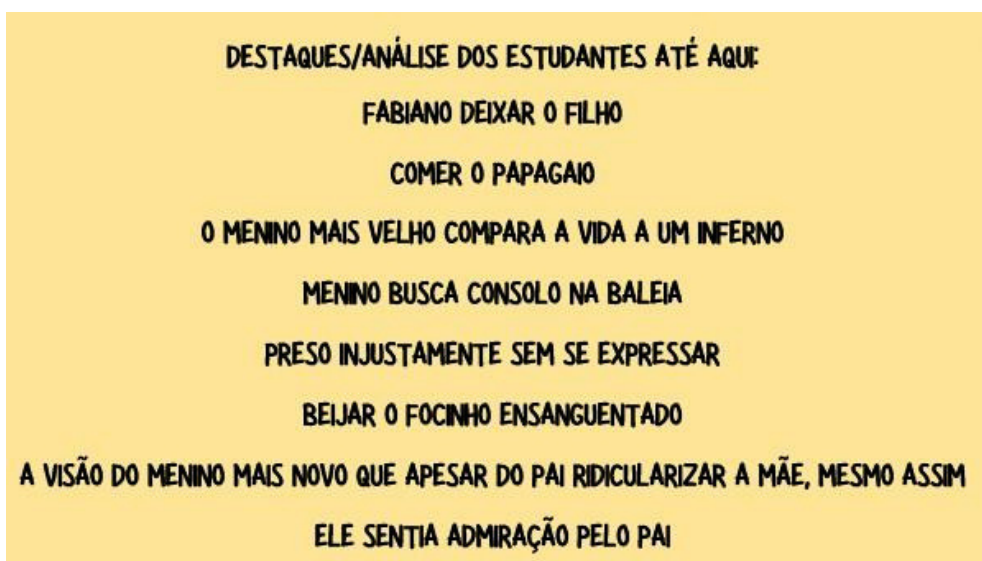 DESTAQUES/ANÁLISE DOS ESTUDANTES ATÉ AQUI:
FABIANO DEIXAR O FILHO
COMER O PAPAGAIO
O MENINO MAIS VELHO COMPARA A VIDA A UM INFERNO
MENINO BUSCA CONSOLO NA BALEIA
PRESO INJUSTAMENTE SEM SE EXPRESSAR
BEIJAR O FOCINHO ENSANGUENTADO
A VISÃO DO MENINO MAIS NOVO QUE APESAR DO PAI RIDICULARIZAR A MÃE, MESMO ASSIM
ELE SENTIA ADMIRAÇÃO PELO PAI